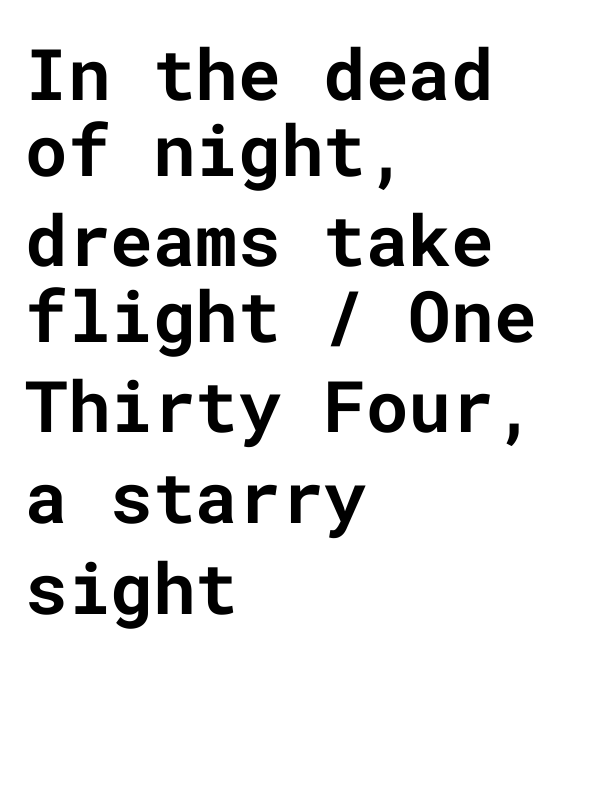 In the dead
of night,
dreams take
flight / One
Thirty Four,
a starry
sight